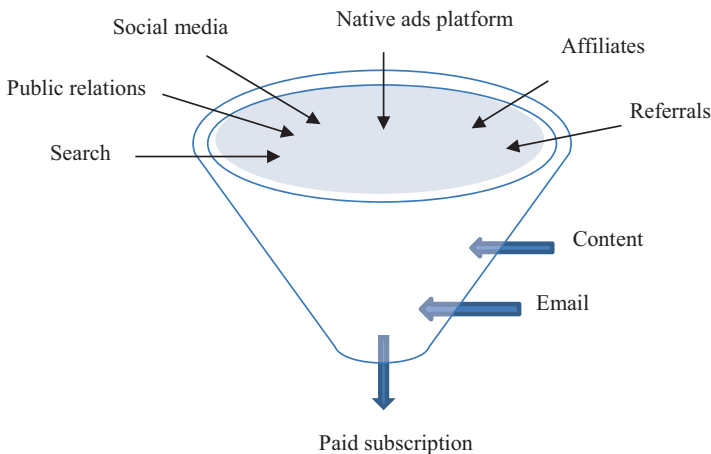 Native ads platform
Social media
Affiliates
Public relations
Referrals
Search
Content
Email
Paid subscription